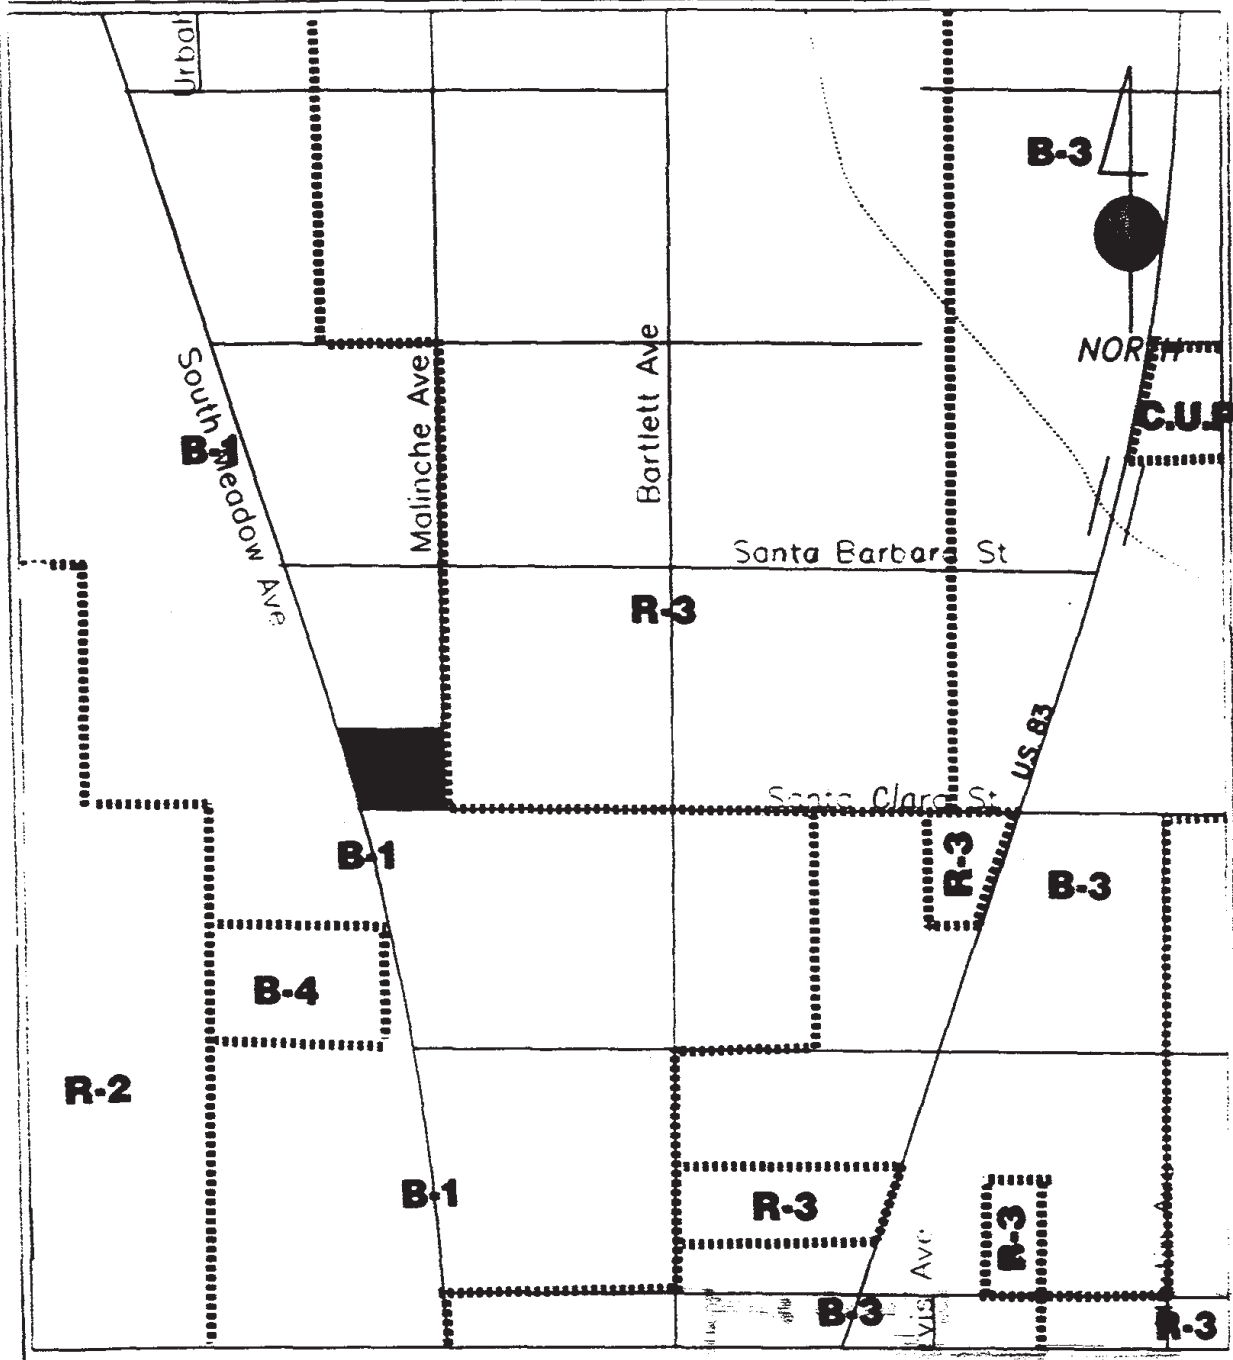 Urbal
B-3
NORTH
C.U.P
South Meadow Ave
B-1
Malinche Ave
Bartlett Ave
Santa Barbara St
R-3
U.S. 83
Santa Clara St
B-1
R-3
B-3
B-4
R-2
B-1
R-3
R-3
Ave
B-3
R-3